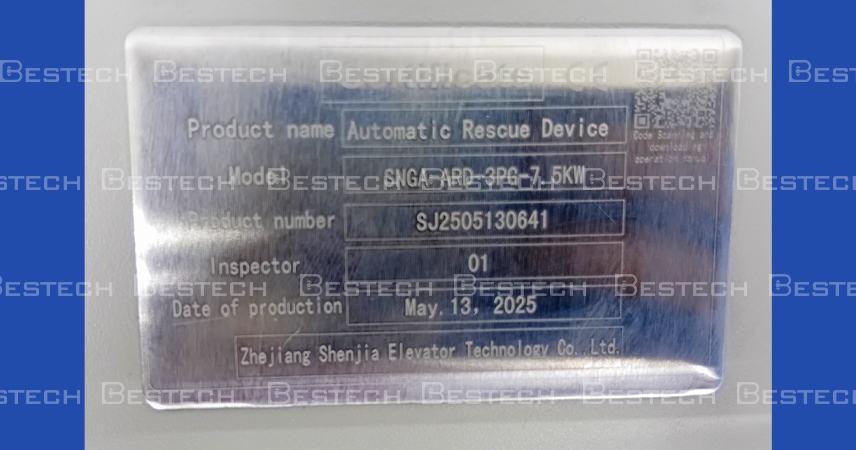 BESTECH BESTECH BESTECH BESTECH BESTECH BESTECH
Product name Automatic Rescue Device
Code Scanning and
downloading
operation manual
Model SNGA-ARD-3PG-7.5KW
BESTECH BESTECH BESTECH BESTECH BESTECH BESTECH
Product number SJ2505130641
Inspector 01
BESTECH BESTECH BESTECH BESTECH BESTECH BESTECH
Date of production May.13, 2025
Zhejiang Shenjia Elevator Technology Co.,Ltd.
BESTECH BESTECH BESTECH BESTECH BESTECH BESTECH